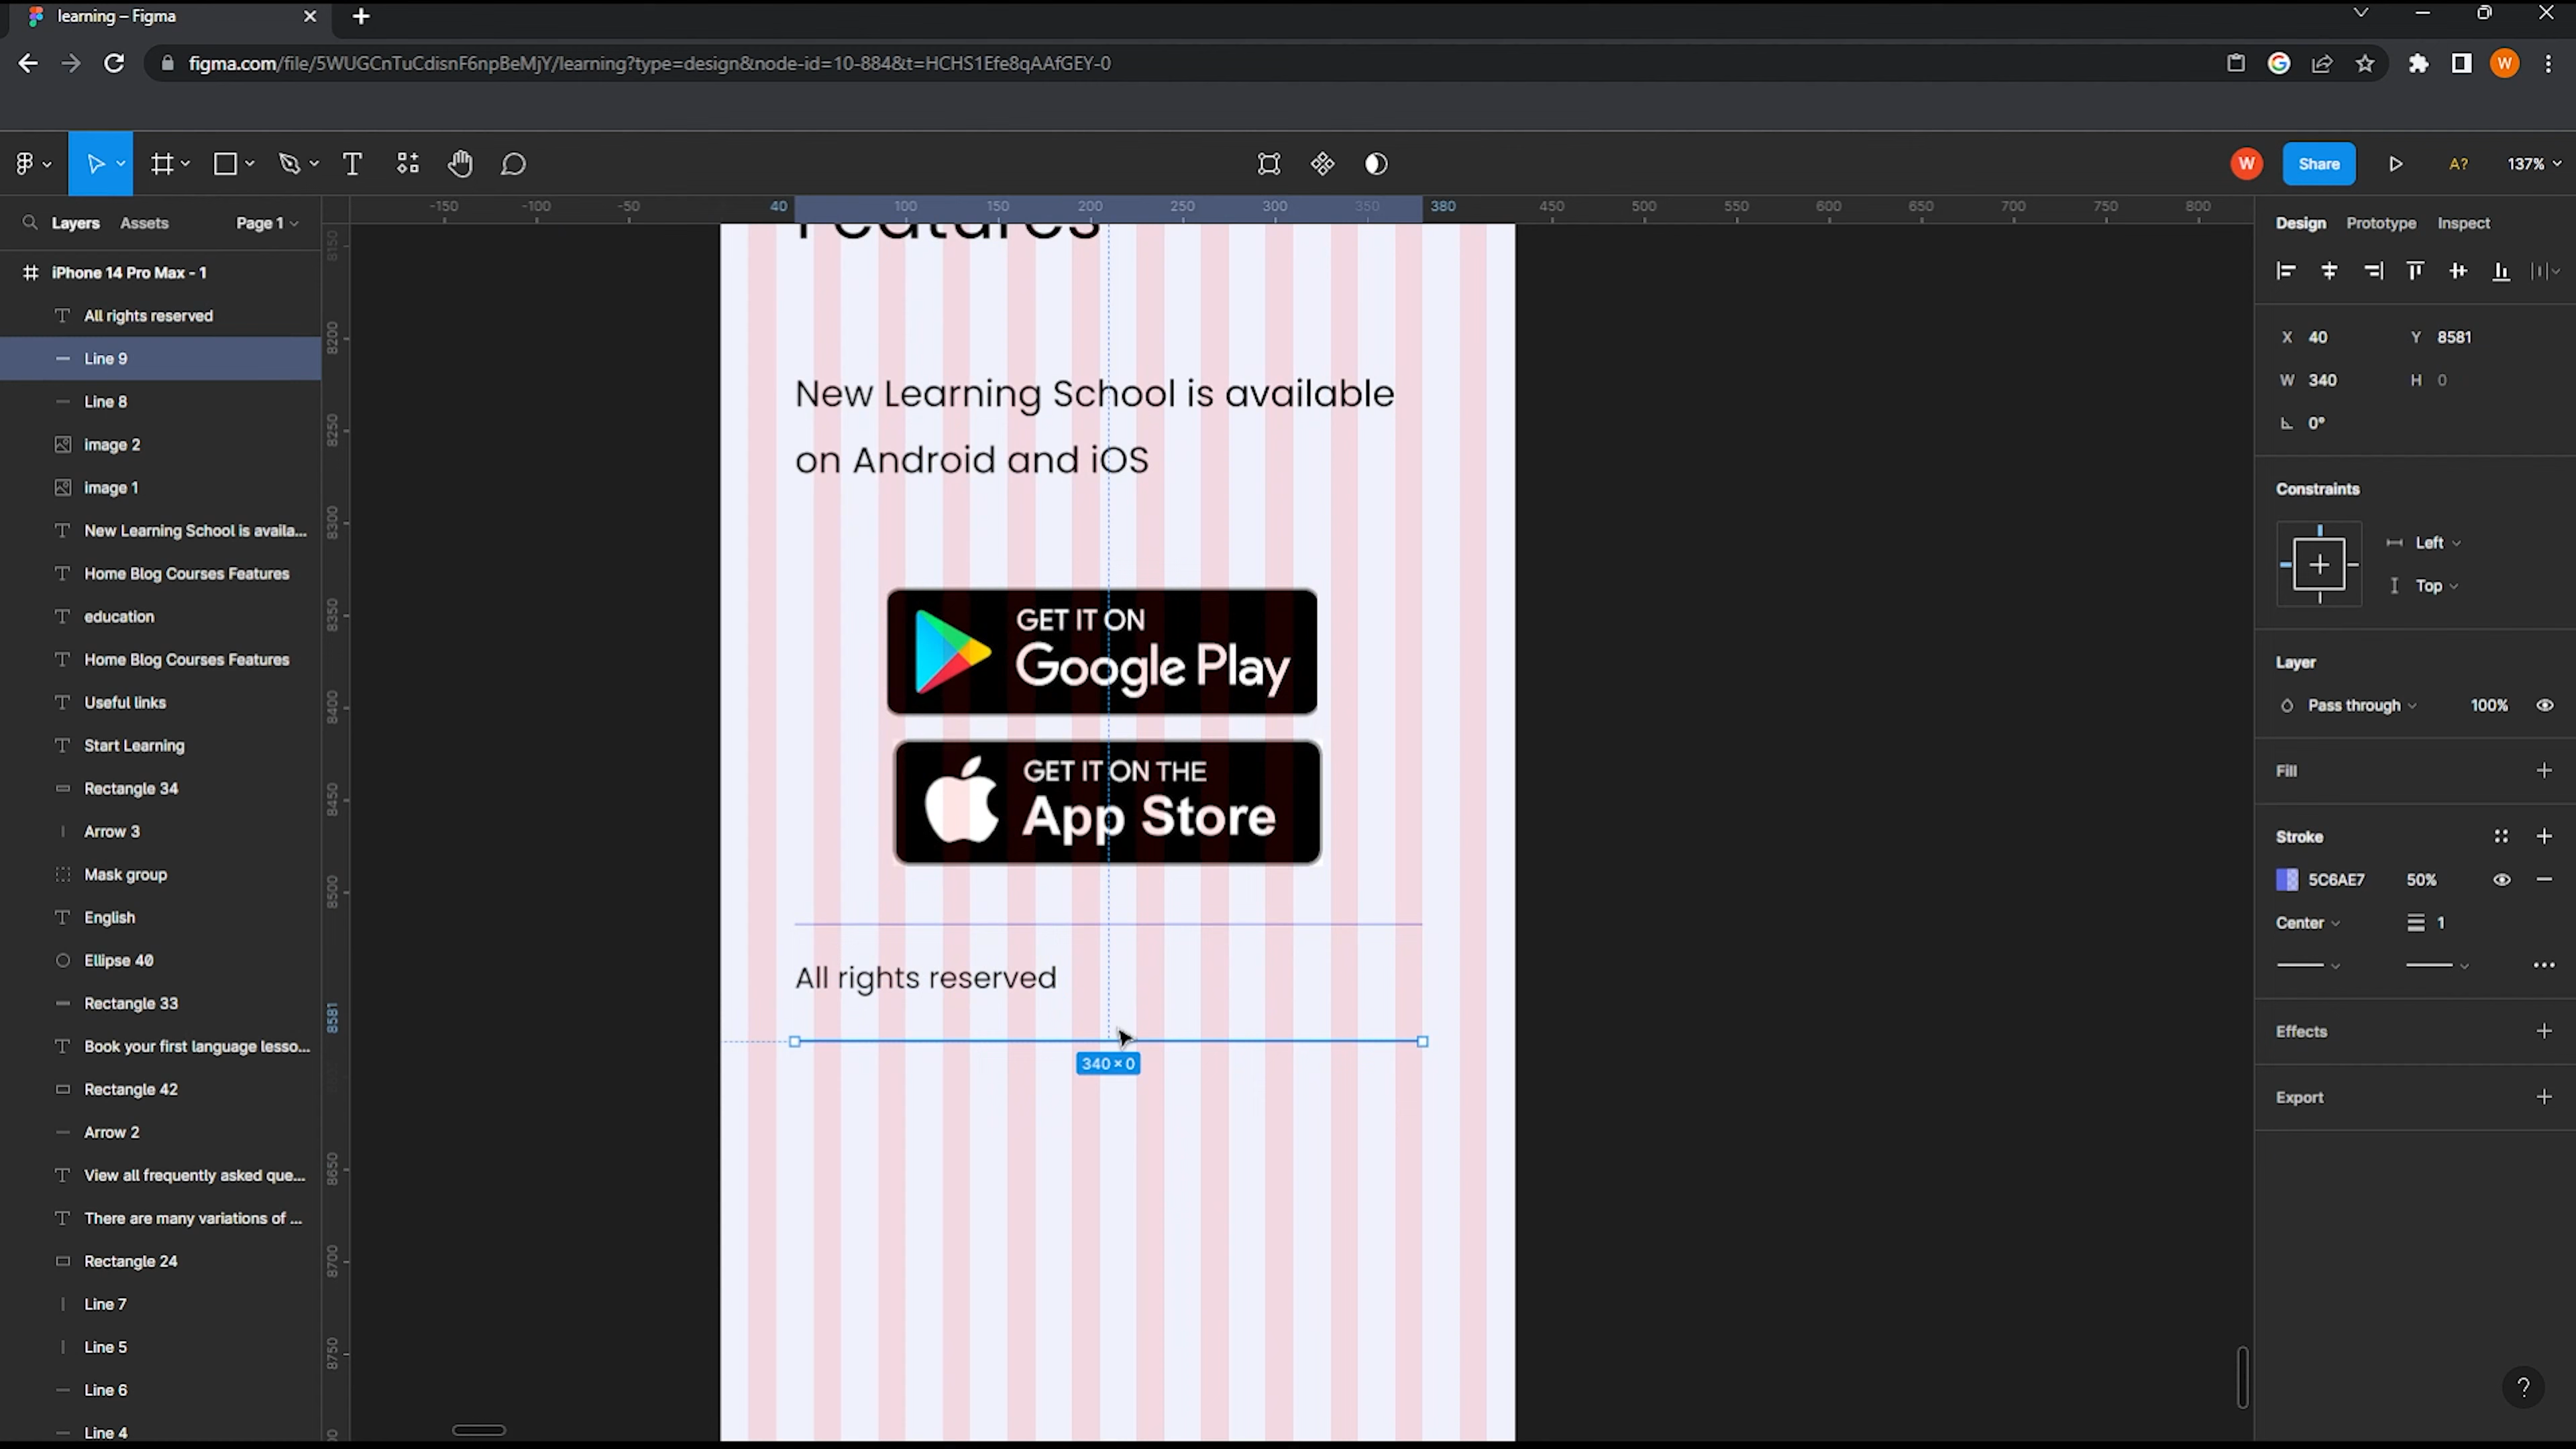 learning – Figma
figma.com/file/5WUGCnTuCdisnF6npBeMjY/learning?type=design&node-id=10-884&t=HCHS1Efe8qAAfGEY-0
W
W
Share
A?
137%
Layers
Assets
Page 1
-150
-100
-50
40
100
150
200
250
300
350
380
450
500
550
600
650
700
750
800
Design
Prototype
Inspect
iPhone 14 Pro Max - 1
All rights reserved
Line 9
Line 8
image 2
image 1
New Learning School is availa...
Home Blog Courses Features
education
Home Blog Courses Features
Useful links
Start Learning
Rectangle 34
Arrow 3
Mask group
English
Ellipse 40
Rectangle 33
Book your first language lesso...
Rectangle 42
Arrow 2
View all frequently asked que...
There are many variations of ...
Rectangle 24
Line 7
Line 5
Line 6
Line 4
8150
8200
8250
8300
8350
8400
8450
8500
8581
8650
8700
8750
Features
New Learning School is available
on Android and iOS
GET IT ON
Google Play
GET IT ON THE
App Store
All rights reserved
340 × 0
X 40
Y 8581
W 340
H 0
0°
Constraints
Left
Top
Layer
Pass through
100%
Fill
Stroke
5C6AE7
50%
Center
1
Effects
Export
?